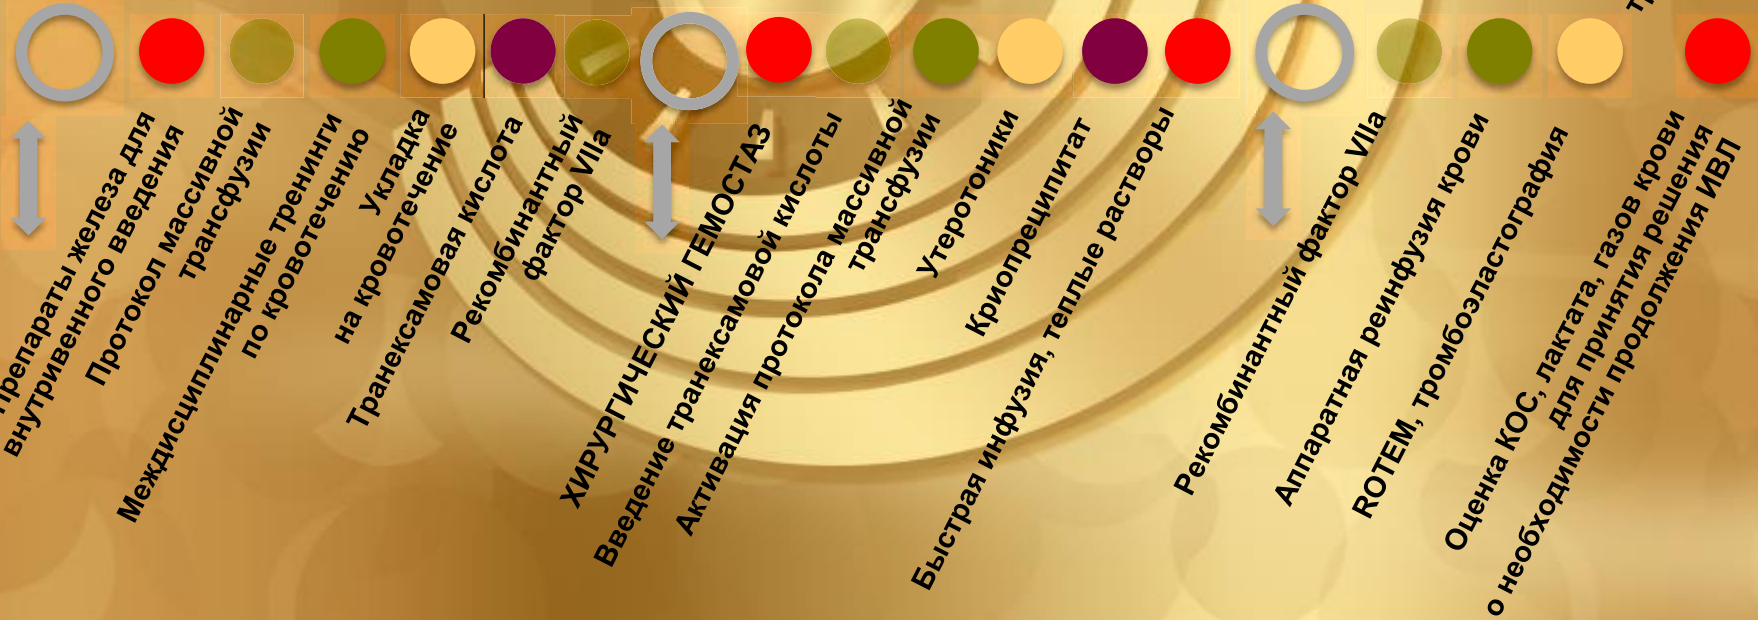 Препараты железа для
внутривенного введения
Протокол массивной
трансфузии
Междисциплинарные тренинги
по кровотечению
Укладка
на кровотечение
Транексамовая кислота
Рекомбинантный
фактор VIIa
ХИРУРГИЧЕСКИЙ ГЕМОСТАЗ
Введение транексамовой кислоты
Активация протокола массивной
трансфузии
Утеротоники
Криопреципитат
Быстрая инфузия, теплые растворы
Рекомбинантный фактор VIIa
Аппаратная реинфузия крови
ROTEM, тромбоэластография
Оценка КОС, лактата, газов крови
для принятия решения
о необходимости продолжения ИВЛ